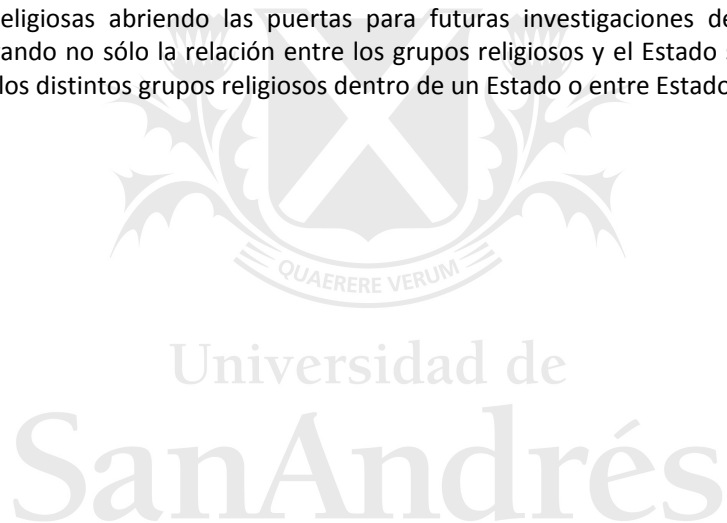 eligiosas abriendo las puertas para futuras investigaciones de
ando no sólo la relación entre los grupos religiosos y el Estado
los distintos grupos religiosos dentro de un Estado o entre Estado
QUAERERE VERUM
Universidad de
SanAndrés